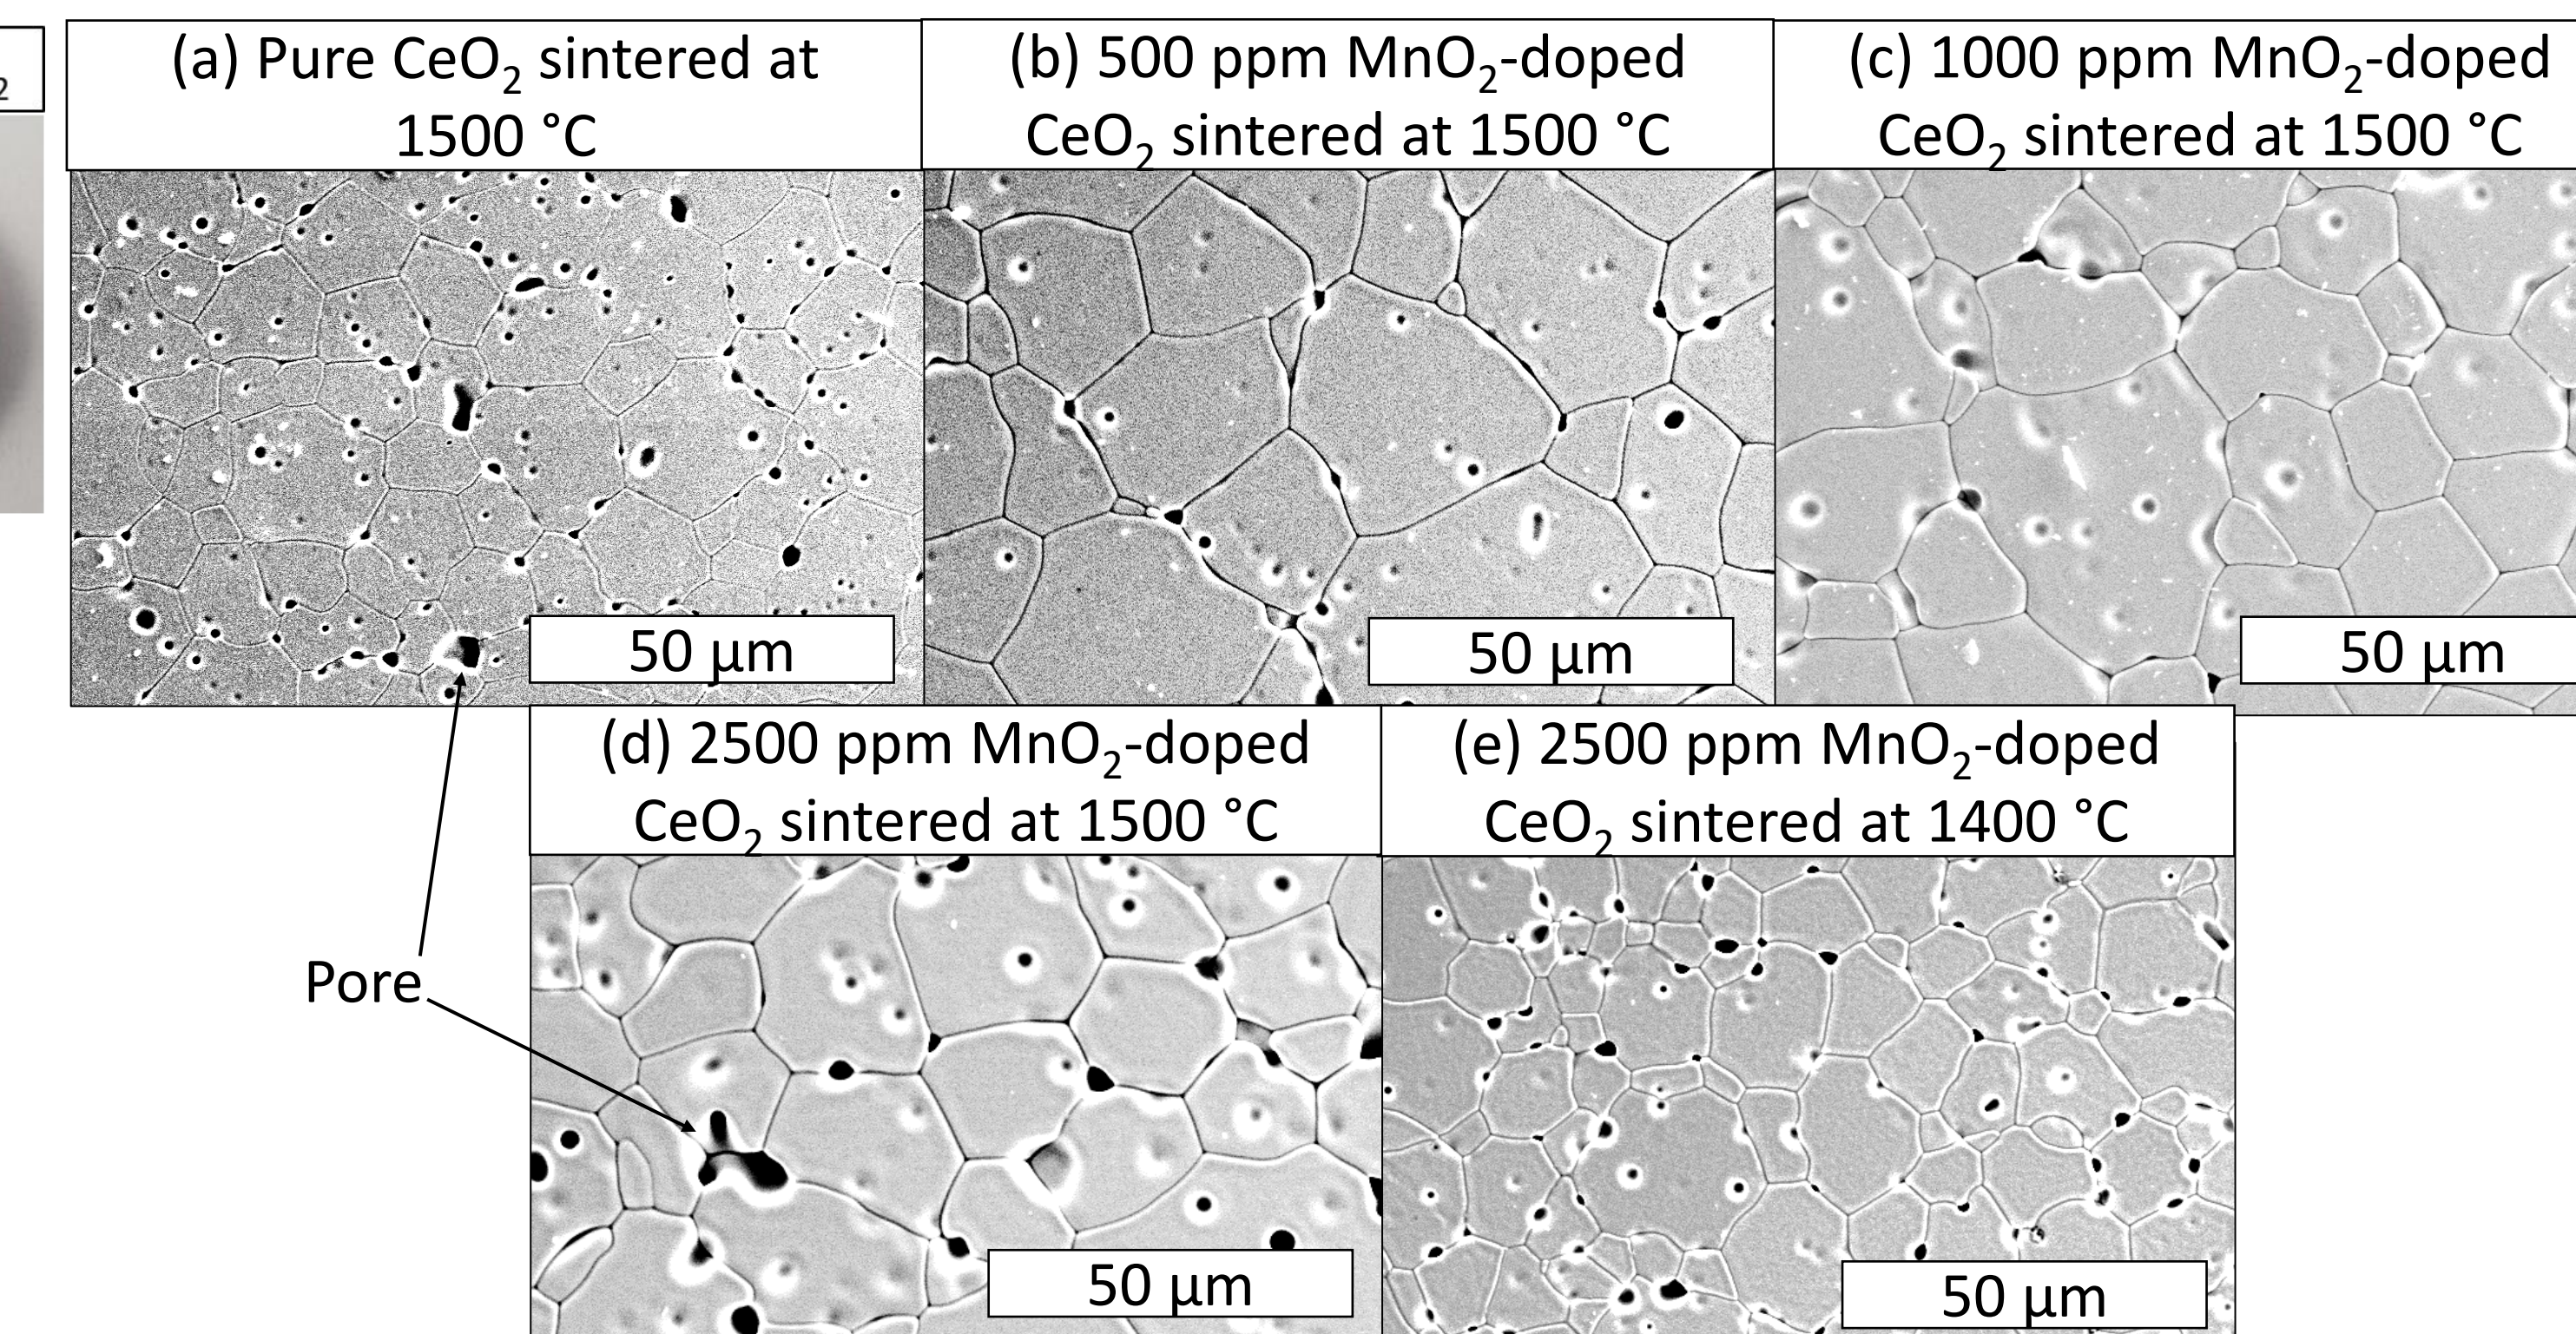 2
(a) Pure CeO2 sintered at
1500 °C
(b) 500 ppm MnO2-doped
CeO2 sintered at 1500 °C
(c) 1000 ppm MnO2-doped
CeO2 sintered at 1500 °C
50 µm
50 µm
50 µm
(d) 2500 ppm MnO2-doped
CeO2 sintered at 1500 °C
(e) 2500 ppm MnO2-doped
CeO2 sintered at 1400 °C
Pore
50 µm
50 µm